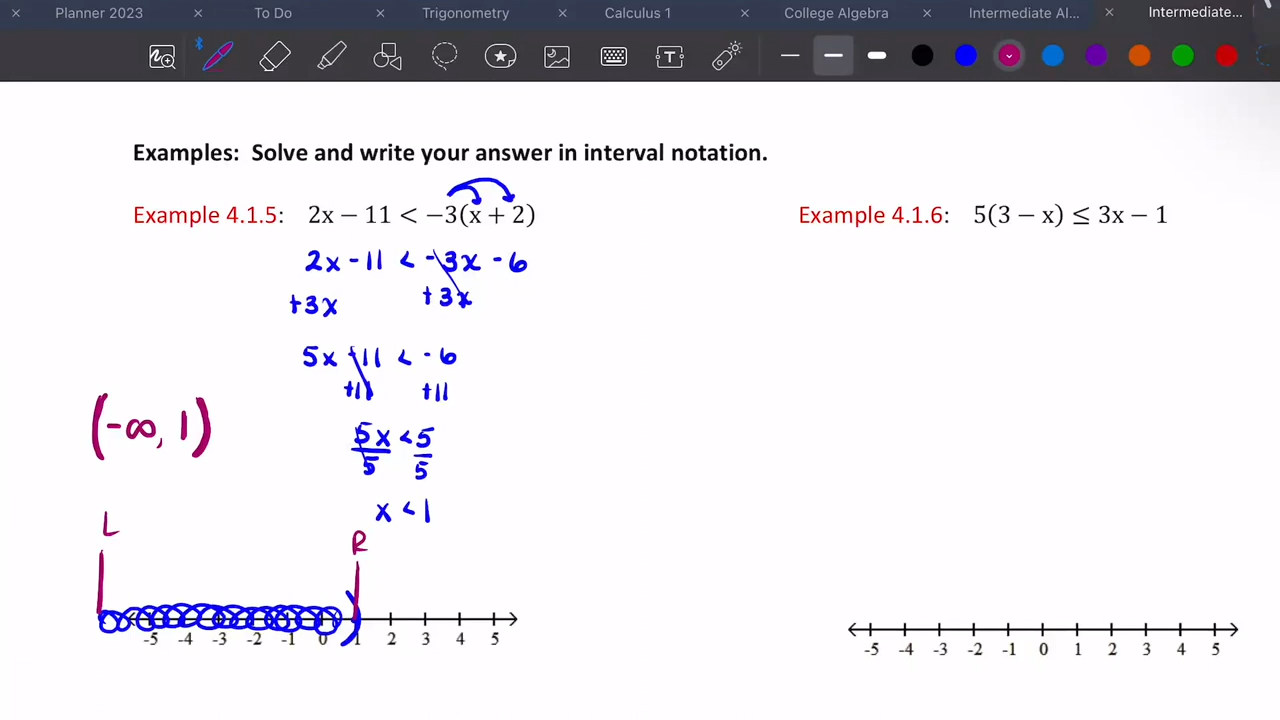 Planner 2023 To Do Trigonometry Calculus 1 College Algebra Intermediate Al... Intermediate...
T
Examples: Solve and write your answer in interval notation.
Example 4.1.5: 2x − 11 < −3(x + 2)
2x - 11 < - 3x - 6
+3x +3x
5x - 11 < - 6
+11 +11
5x < 5
5 5
x < 1
(-∞, 1)
L
R
-5 -4 -3 -2 -1 0 1 2 3 4 5
Example 4.1.6: 5(3 − x) ≤ 3x − 1
-5 -4 -3 -2 -1 0 1 2 3 4 5